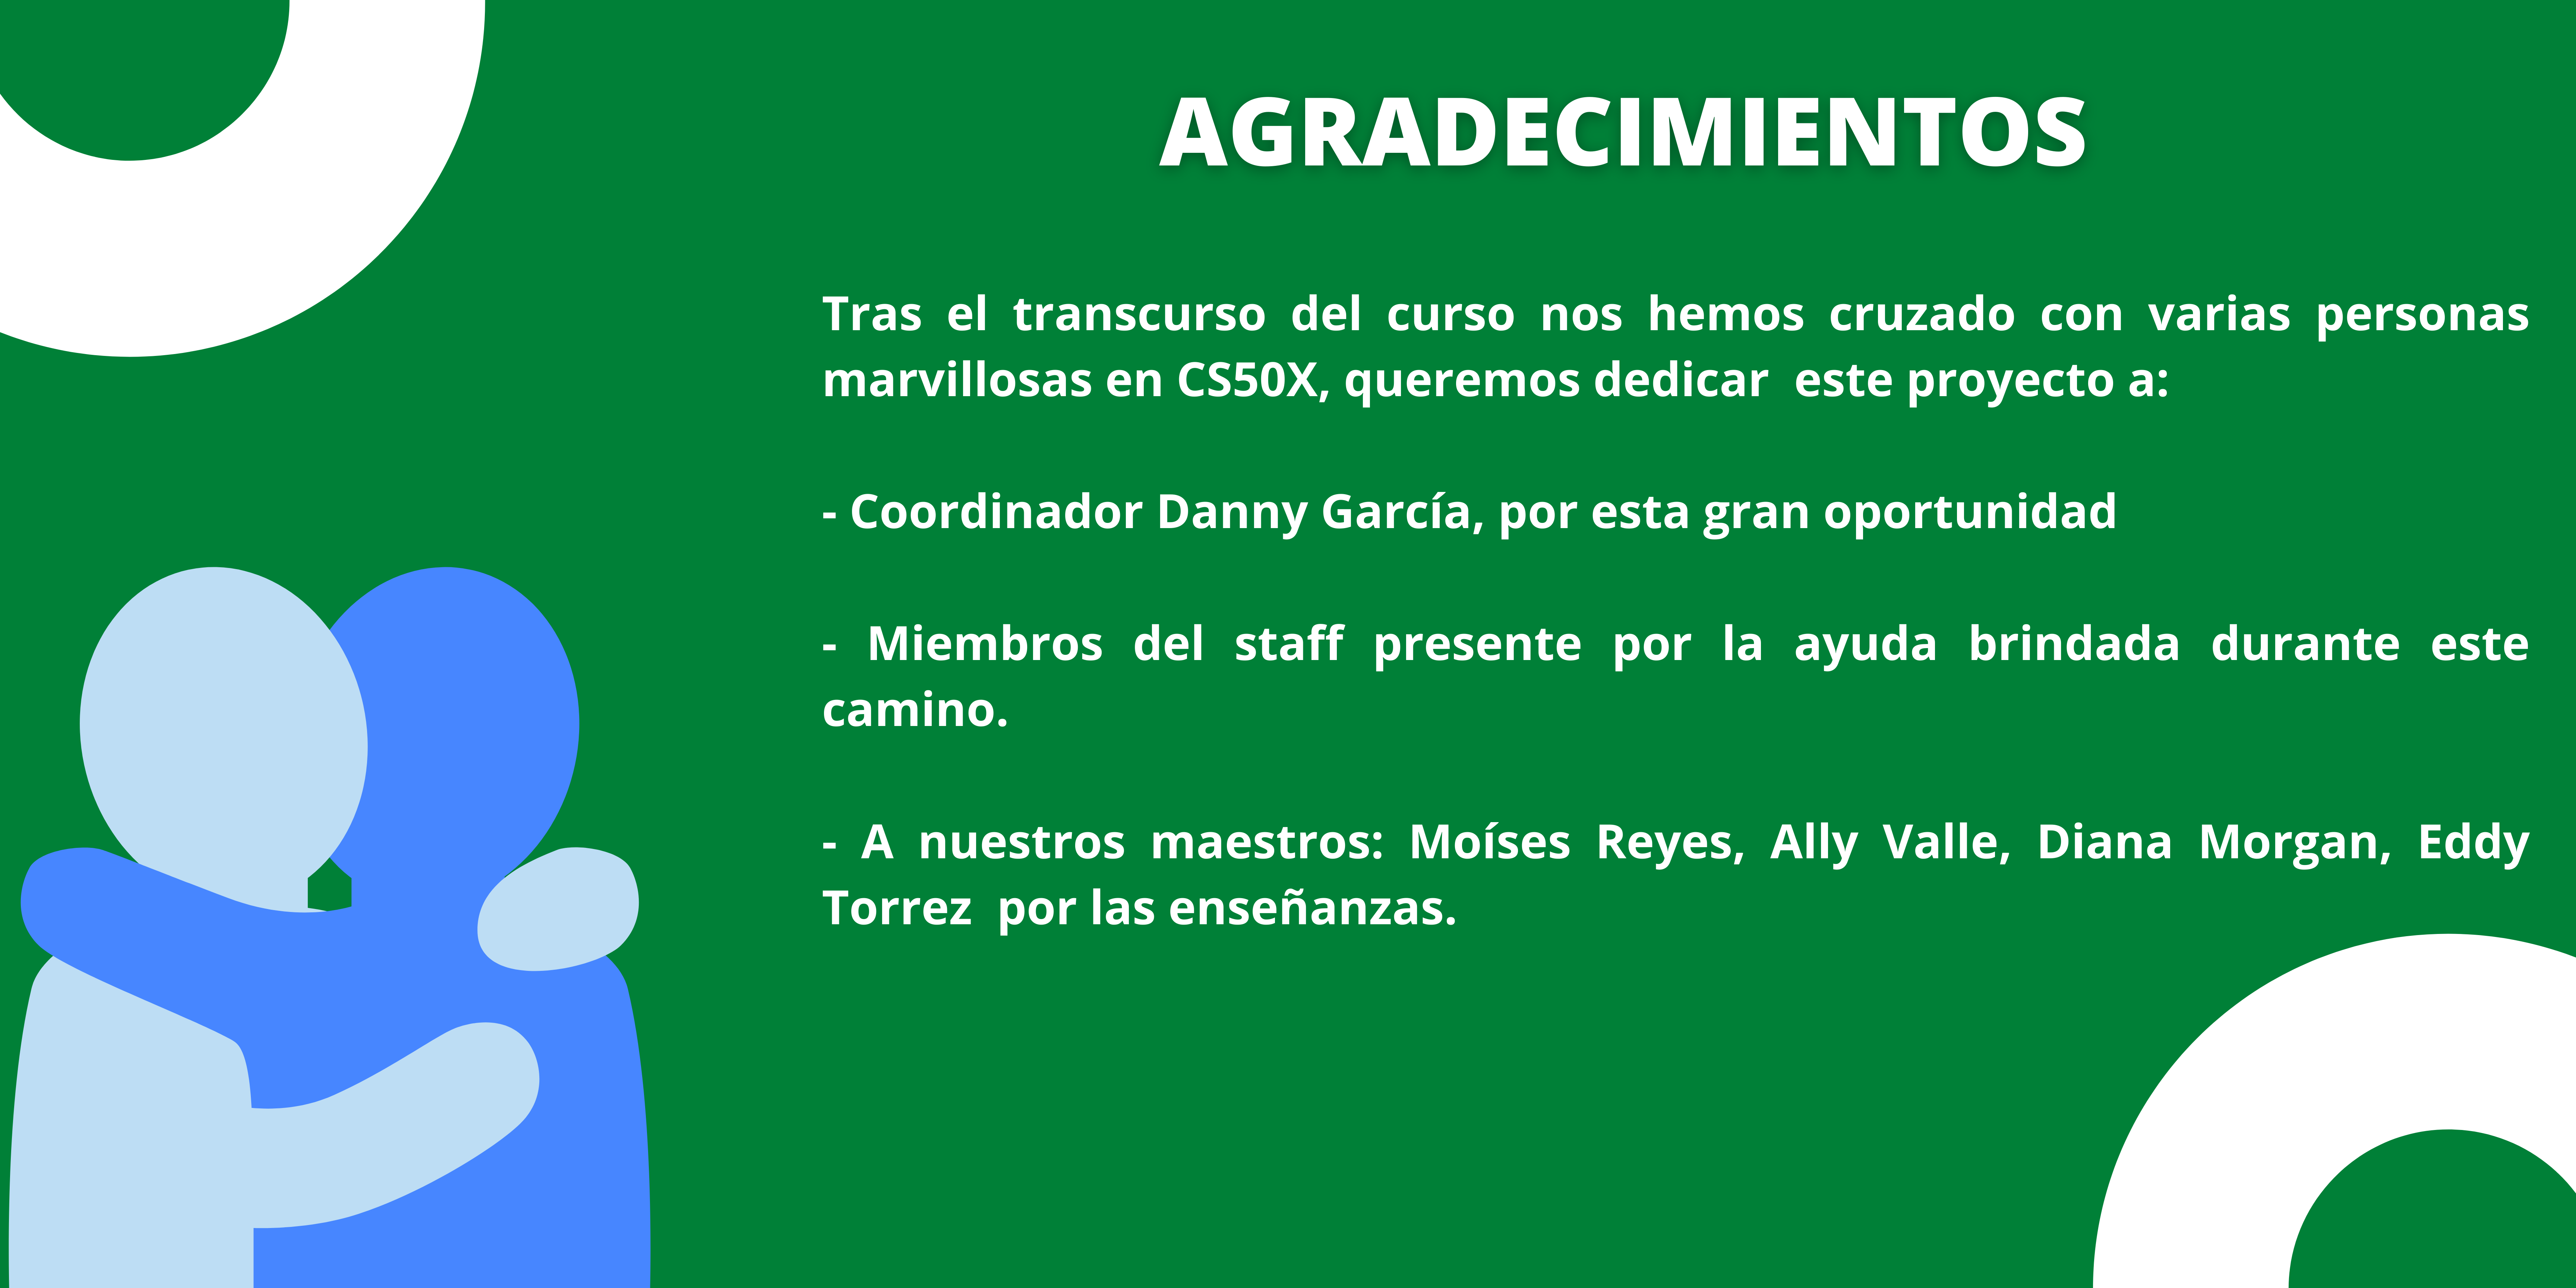 AGRADECIMIENTOS
Tras el transcurso del curso nos hemos cruzado con varias personas
marvillosas en CS50X, queremos dedicar este proyecto a:
- Coordinador Danny García, por esta gran oportunidad
- Miembros del staff presente por la ayuda brindada durante este
camino.
- A nuestros maestros: Moíses Reyes, Ally Valle, Diana Morgan, Eddy
Torrez por las enseñanzas.